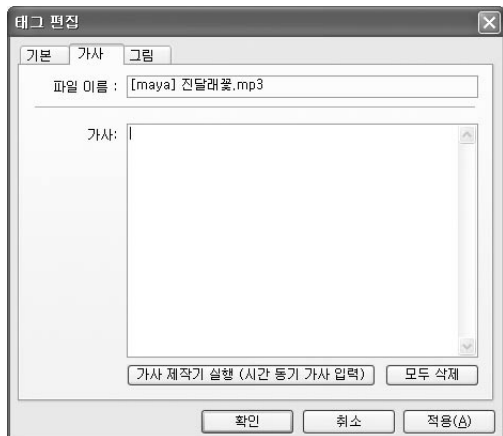 태그 편집
기본 가사 그림
파일 이름 : [maya] 진달래꽃.mp3
가사:
가사 제작기 실행 (시간 동기 가사 입력) 모두 삭제
확인 취소 적용(A)